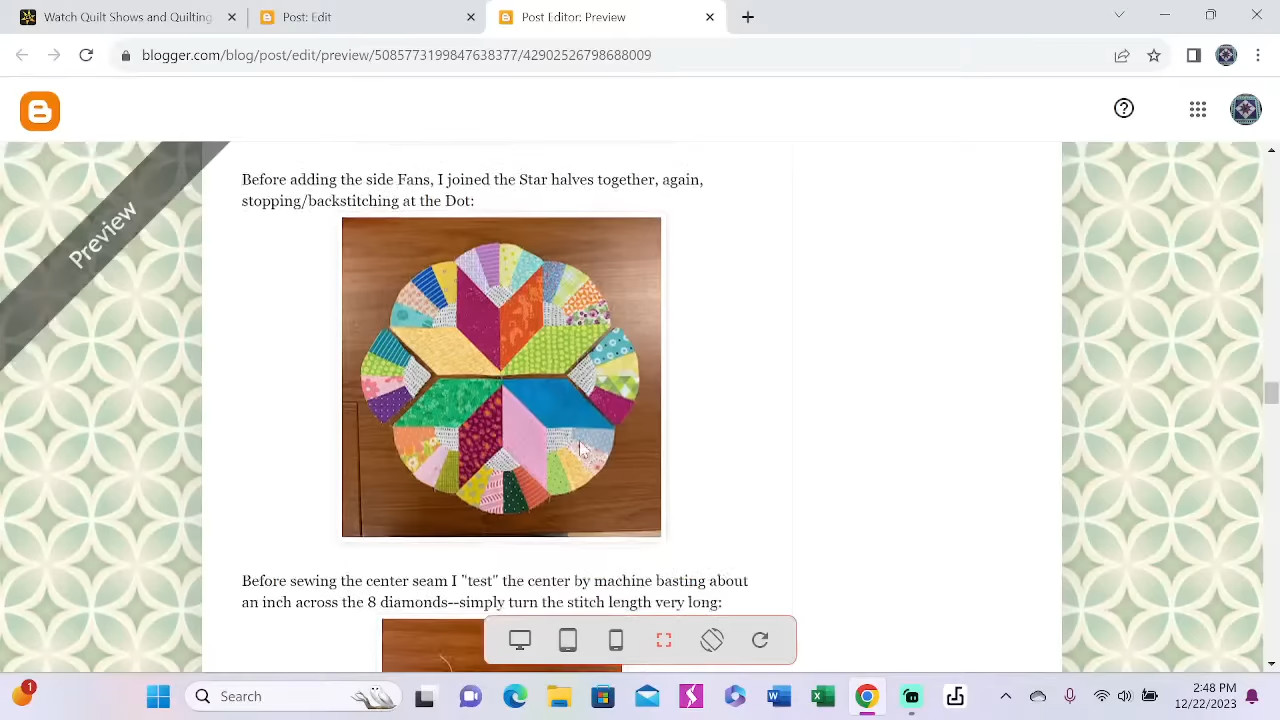 Watch Quilt Shows and Quilting
Post: Edit
Post Editor: Preview
blogger.com/blog/post/edit/preview/5085773199847638377/42902526798688009
Preview
Before adding the side Fans, I joined the Star halves together, again,
stopping/backstitching at the Dot:
Before sewing the center seam I "test" the center by machine basting about
an inch across the 8 diamonds--simply turn the stitch length very long:
1
Search
2:48 PM
12/22/2023